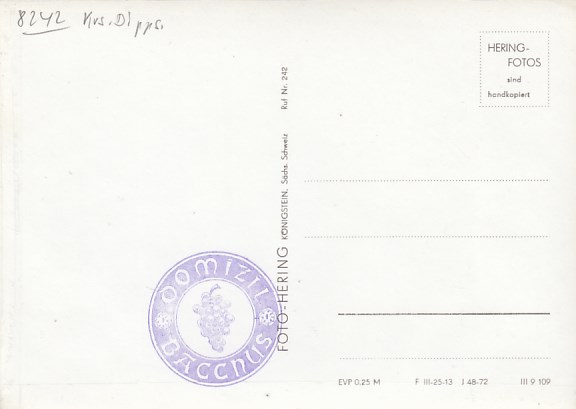 8242 Krs. Dipps.
HERING-
FOTOS
sind
handkopiert
FOTO-HERING KÖNIGSTEIN, Sächs. Schweiz Ruf Nr. 242
DOMIZIL
BACCHUS
EVP 0.25 M F III-25-13 J 48-72 III 9 109